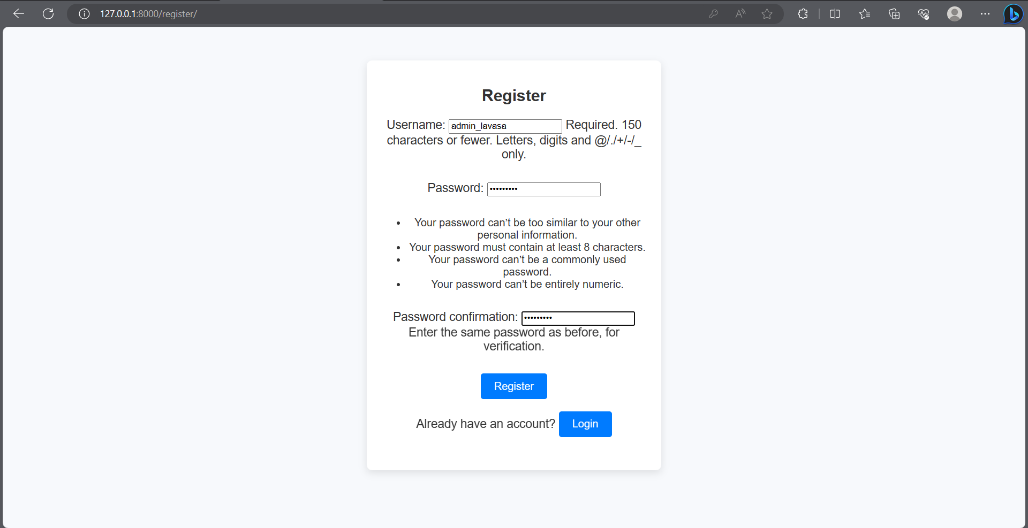 127.0.0.1:8000/register/
Register
Username: admin_lavase Required. 150
characters or fewer. Letters, digits and @/./+/-/_
only.
Password: •••••••••
• Your password can't be too similar to your other
personal information.
• Your password must contain at least 8 characters.
• Your password can't be a commonly used
password.
• Your password can't be entirely numeric.
Password confirmation: •••••••••
Enter the same password as before, for
verification.
Register
Already have an account? Login